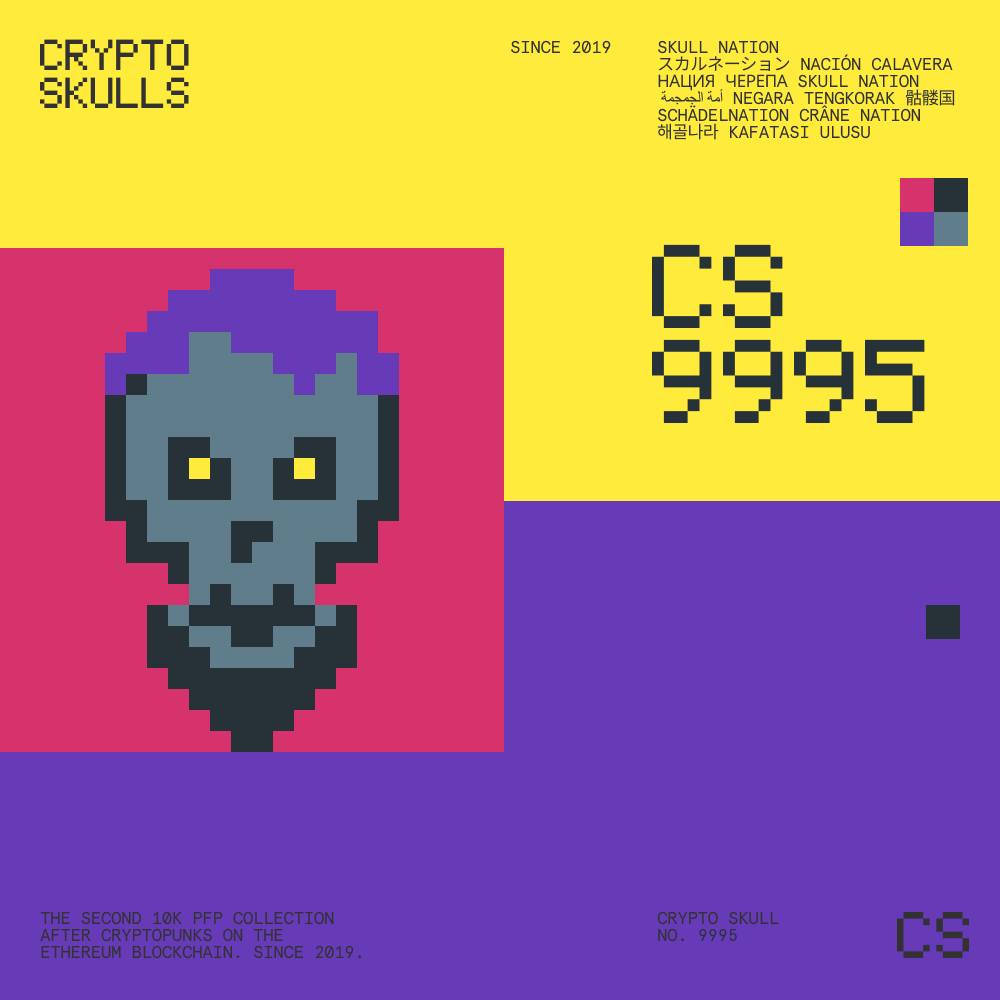 CRYPTO
SKULLS
SINCE 2019
SKULL NATION
スカルネーション NACIÓN CALAVERA
НАЦИЯ ЧЕРЕПА SKULL NATION
أمة الجمجمة NEGARA TENGKORAK 骷髅国
SCHÄDELNATION CRÂNE NATION
해골나라 KAFATASI ULUSU
CS
9995
THE SECOND 10K PFP COLLECTION
AFTER CRYPTOPUNKS ON THE
ETHEREUM BLOCKCHAIN. SINCE 2019.
CRYPTO SKULL
NO. 9995
CS